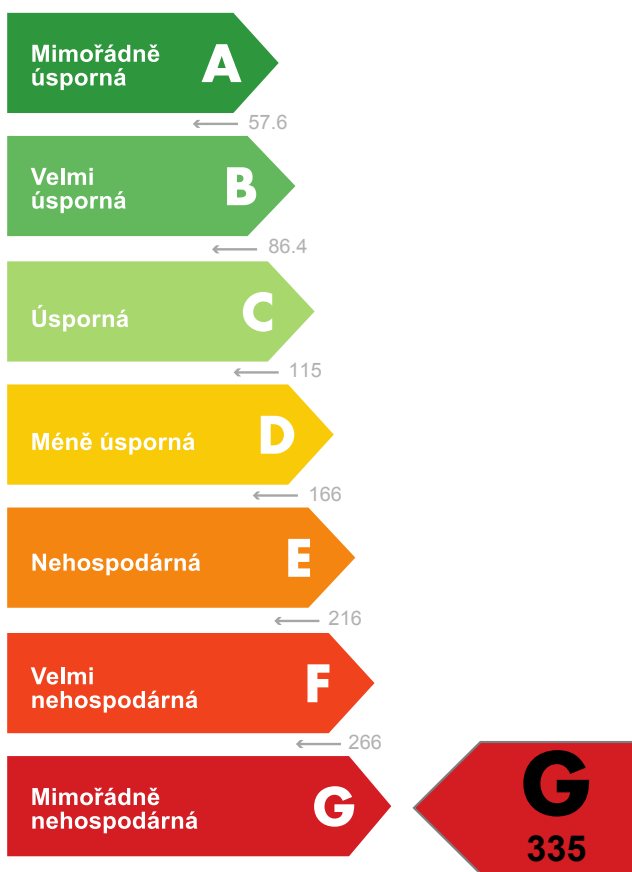 Mimořádně
úsporná
A
← 57.6
Velmi
úsporná
B
← 86.4
Úsporná C
← 115
Méně úsporná D
← 166
Nehospodárná E
← 216
Velmi
nehospodárná
F
← 266
Mimořádně
nehospodárná
G
G
335